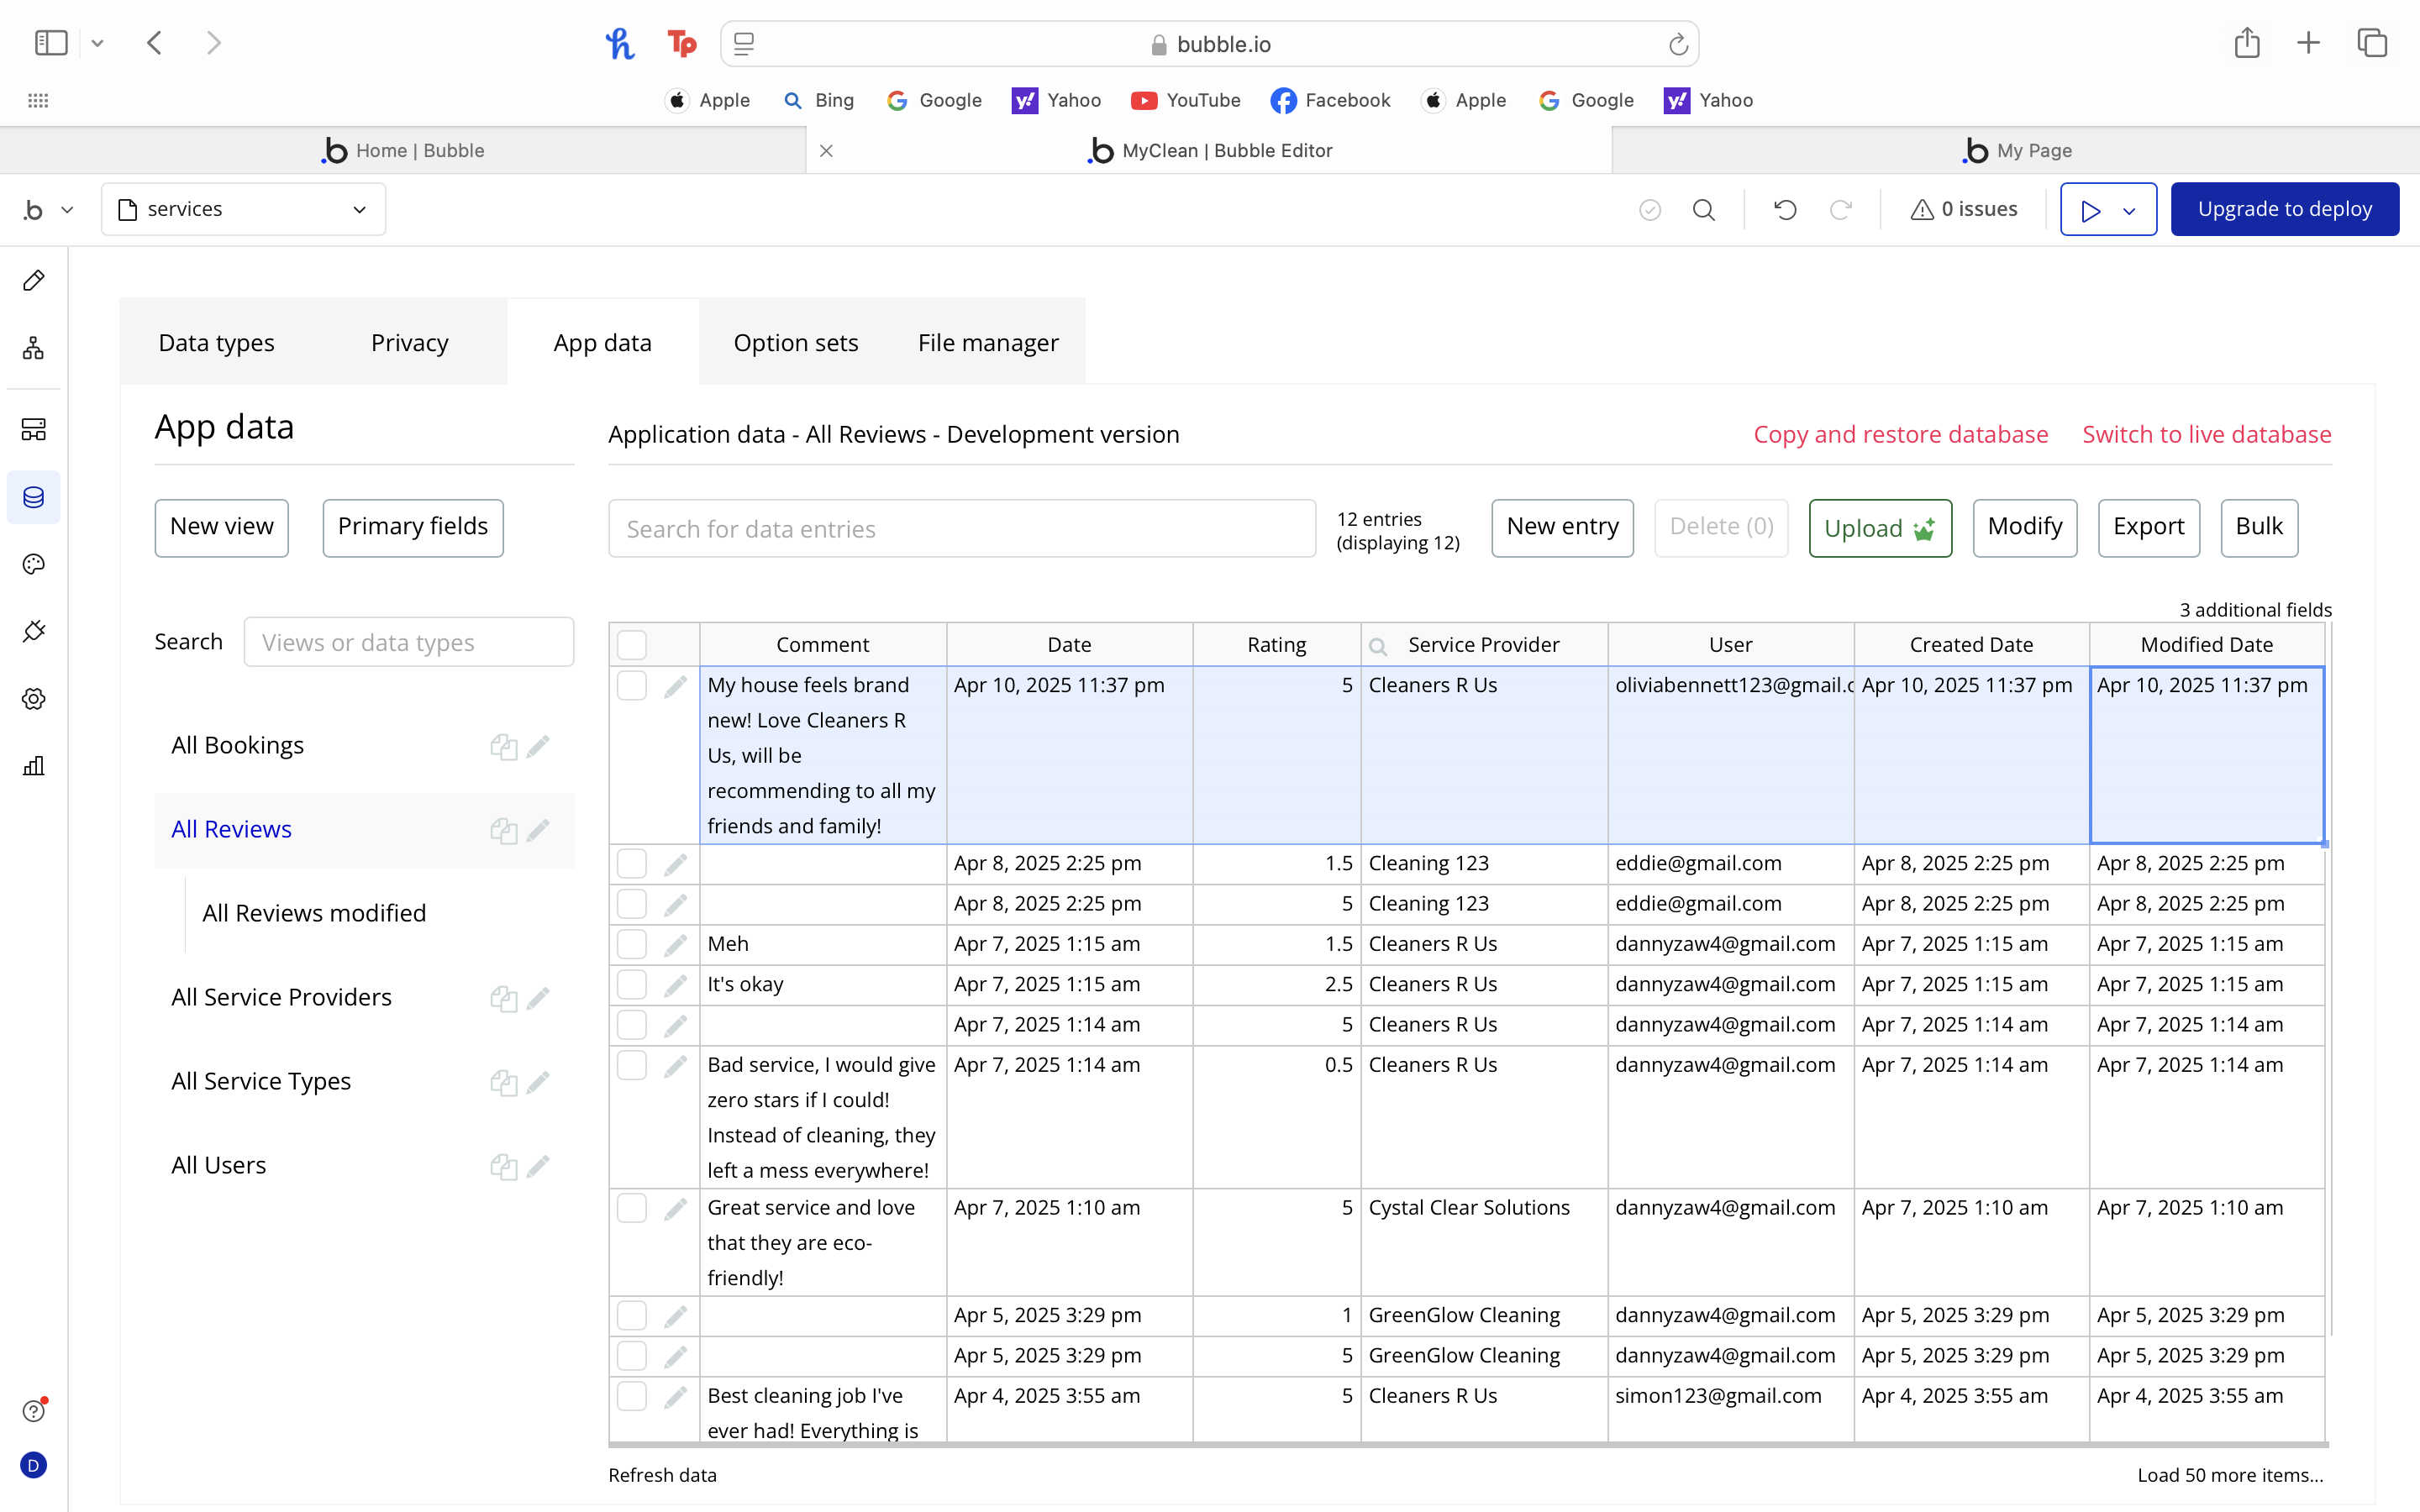 bubble.io
Apple Bing Google Yahoo YouTube Facebook Apple Google Yahoo
Home | Bubble MyClean | Bubble Editor My Page
services 0 issues Upgrade to deploy
Data types Privacy App data Option sets File manager
App data
Application data - All Reviews - Development version Copy and restore database Switch to live database
New view Primary fields Search for data entries 12 entries
(displaying 12) New entry Delete (0) Upload Modify Export Bulk
3 additional fields
Search Views or data types
All Bookings
All Reviews
All Reviews modified
All Service Providers
All Service Types
All Users
Comment Date Rating Service Provider User Created Date Modified Date
My house feels brand Apr 10, 2025 11:37 pm 5 Cleaners R Us oliviabennett123@gmail.c Apr 10, 2025 11:37 pm Apr 10, 2025 11:37 pm
new! Love Cleaners R
Us, will be
recommending to all my
friends and family!
Apr 8, 2025 2:25 pm 1.5 Cleaning 123 eddie@gmail.com Apr 8, 2025 2:25 pm Apr 8, 2025 2:25 pm
Apr 8, 2025 2:25 pm 5 Cleaning 123 eddie@gmail.com Apr 8, 2025 2:25 pm Apr 8, 2025 2:25 pm
Meh Apr 7, 2025 1:15 am 1.5 Cleaners R Us dannyzaw4@gmail.com Apr 7, 2025 1:15 am Apr 7, 2025 1:15 am
It's okay Apr 7, 2025 1:15 am 2.5 Cleaners R Us dannyzaw4@gmail.com Apr 7, 2025 1:15 am Apr 7, 2025 1:15 am
Apr 7, 2025 1:14 am 5 Cleaners R Us dannyzaw4@gmail.com Apr 7, 2025 1:14 am Apr 7, 2025 1:14 am
Bad service, I would give Apr 7, 2025 1:14 am 0.5 Cleaners R Us dannyzaw4@gmail.com Apr 7, 2025 1:14 am Apr 7, 2025 1:14 am
zero stars if I could!
Instead of cleaning, they
left a mess everywhere!
Great service and love Apr 7, 2025 1:10 am 5 Cystal Clear Solutions dannyzaw4@gmail.com Apr 7, 2025 1:10 am Apr 7, 2025 1:10 am
that they are eco-
friendly!
Apr 5, 2025 3:29 pm 1 GreenGlow Cleaning dannyzaw4@gmail.com Apr 5, 2025 3:29 pm Apr 5, 2025 3:29 pm
Apr 5, 2025 3:29 pm 5 GreenGlow Cleaning dannyzaw4@gmail.com Apr 5, 2025 3:29 pm Apr 5, 2025 3:29 pm
Best cleaning job I've Apr 4, 2025 3:55 am 5 Cleaners R Us simon123@gmail.com Apr 4, 2025 3:55 am Apr 4, 2025 3:55 am
ever had! Everything is
Refresh data Load 50 more items...
D